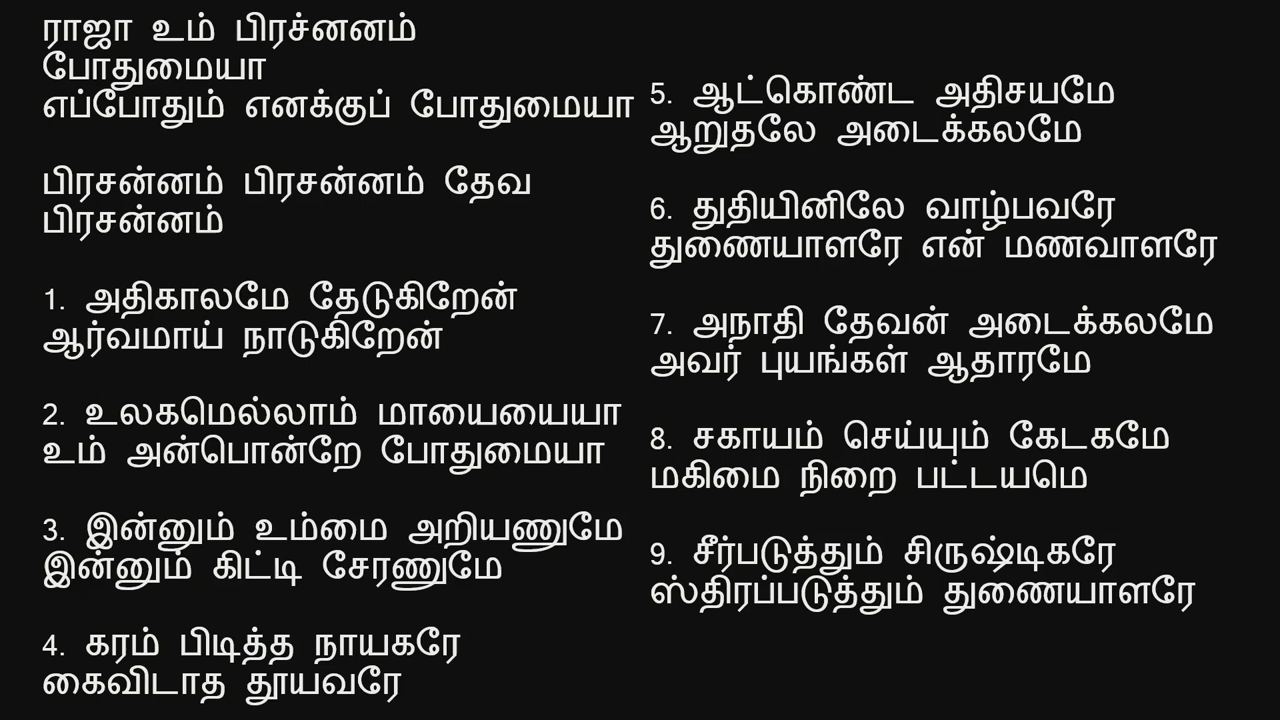 ராஜா உம் பிரச்னனம்
போதுமையா
எப்போதும் எனக்குப் போதுமையா
பிரசன்னம் பிரசன்னம் தேவ
பிரசன்னம்
1. அதிகாலமே தேடுகிறேன்
ஆர்வமாய் நாடுகிறேன்
2. உலகமெல்லாம் மாயையையா
உம் அன்பொன்றே போதுமையா
3. இன்னும் உம்மை அறியணுமே
இன்னும் கிட்டி சேரணுமே
4. கரம் பிடித்த நாயகரே
கைவிடாத தூயவரே
5. ஆட்கொண்ட அதிசயமே
ஆறுதலே அடைக்கலமே
6. துதியினிலே வாழ்பவரே
துணையாளரே என் மணவாளரே
7. அநாதி தேவன் அடைக்கலமே
அவர் புயங்கள் ஆதாரமே
8. சகாயம் செய்யும் கேடகமே
மகிமை நிறை பட்டயமெ
9. சீர்படுத்தும் சிருஷ்டிகரே
ஸ்திரப்படுத்தும் துணையாளரே